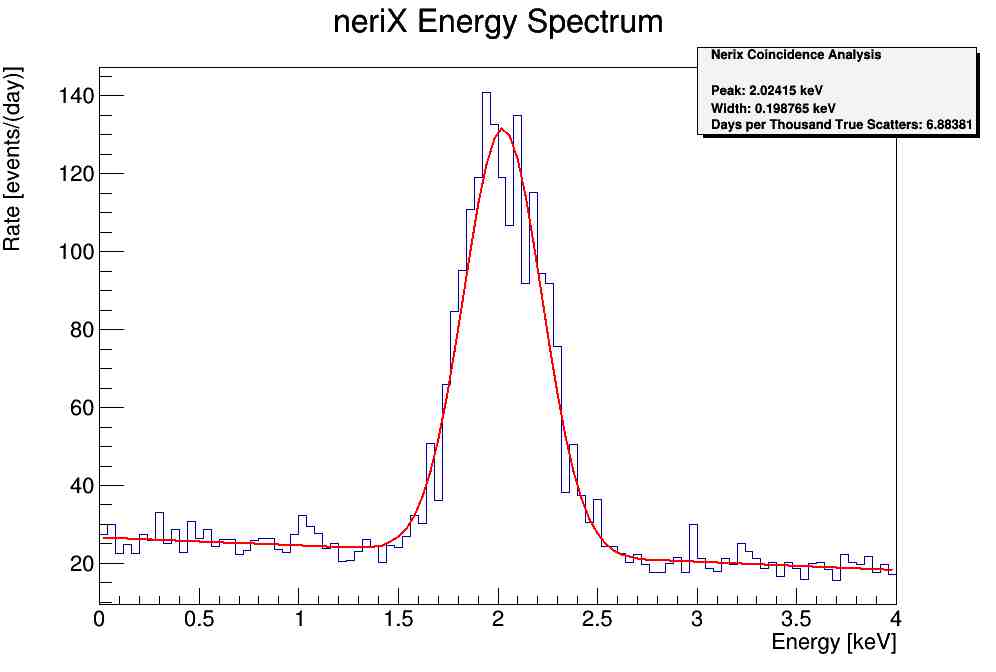 neriX Energy Spectrum
Nerix Coincidence Analysis
Peak: 2.02415 keV
Width: 0.198765 keV
Days per Thousand True Scatters: 6.88381
Rate [events/(day)]
140
120
100
80
60
40
20
0 0.5 1 1.5 2 2.5 3 3.5 4
Energy [keV]